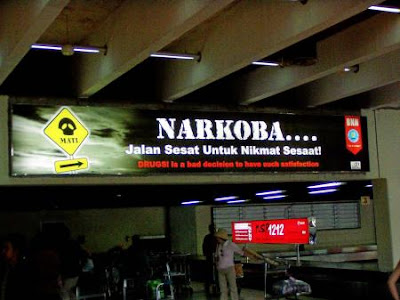 NARKOBA....
Jalan Sesat Untuk Nikmat Sesaat!
DRUGS! is a bad decision to have such satisfaction
MATI
BNN
1212